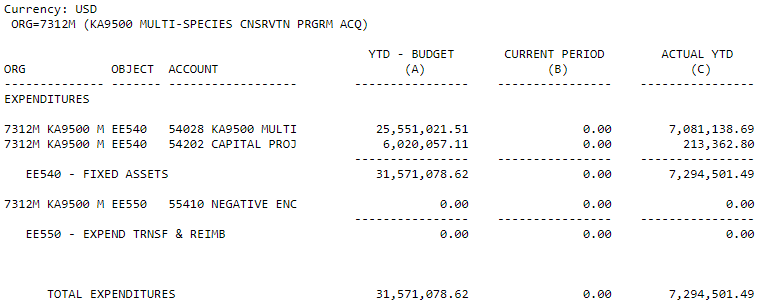 Currency: USD
ORG=7312M (KA9500 MULTI-SPECIES CNSRVTN PRGRM ACQ)
YTD - BUDGET CURRENT PERIOD ACTUAL YTD
ORG OBJECT ACCOUNT (A) (B) (C)
-------------- ------- ----------------- --------------- --------------- ---------------
EXPENDITURES
7312M KA9500 M EE540 54028 KA9500 MULTI 25,551,021.51 0.00 7,081,138.69
7312M KA9500 M EE540 54202 CAPITAL PROJ 6,020,057.11 0.00 213,362.80
--------------- --------------- ---------------
EE540 - FIXED ASSETS 31,571,078.62 0.00 7,294,501.49
7312M KA9500 M EE550 55410 NEGATIVE ENC 0.00 0.00 0.00
--------------- --------------- ---------------
EE550 - EXPEND TRNSF & REIMB 0.00 0.00 0.00
TOTAL EXPENDITURES 31,571,078.62 0.00 7,294,501.49